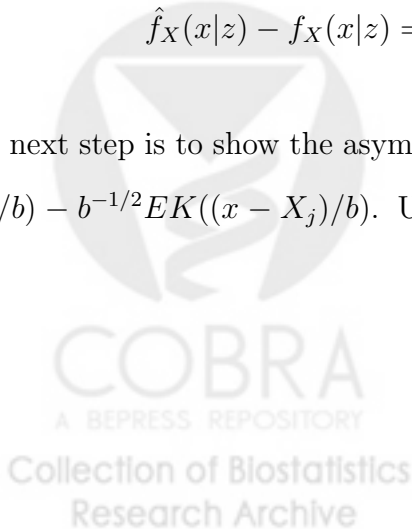 f̂_X(x|z) − f_X(x|z) =
next step is to show the asym
/b) − b^{−1/2}EK((x − X_j)/b). U
COBRA
A BEPRESS REPOSITORY
Collection of Biostatistics
Research Archive